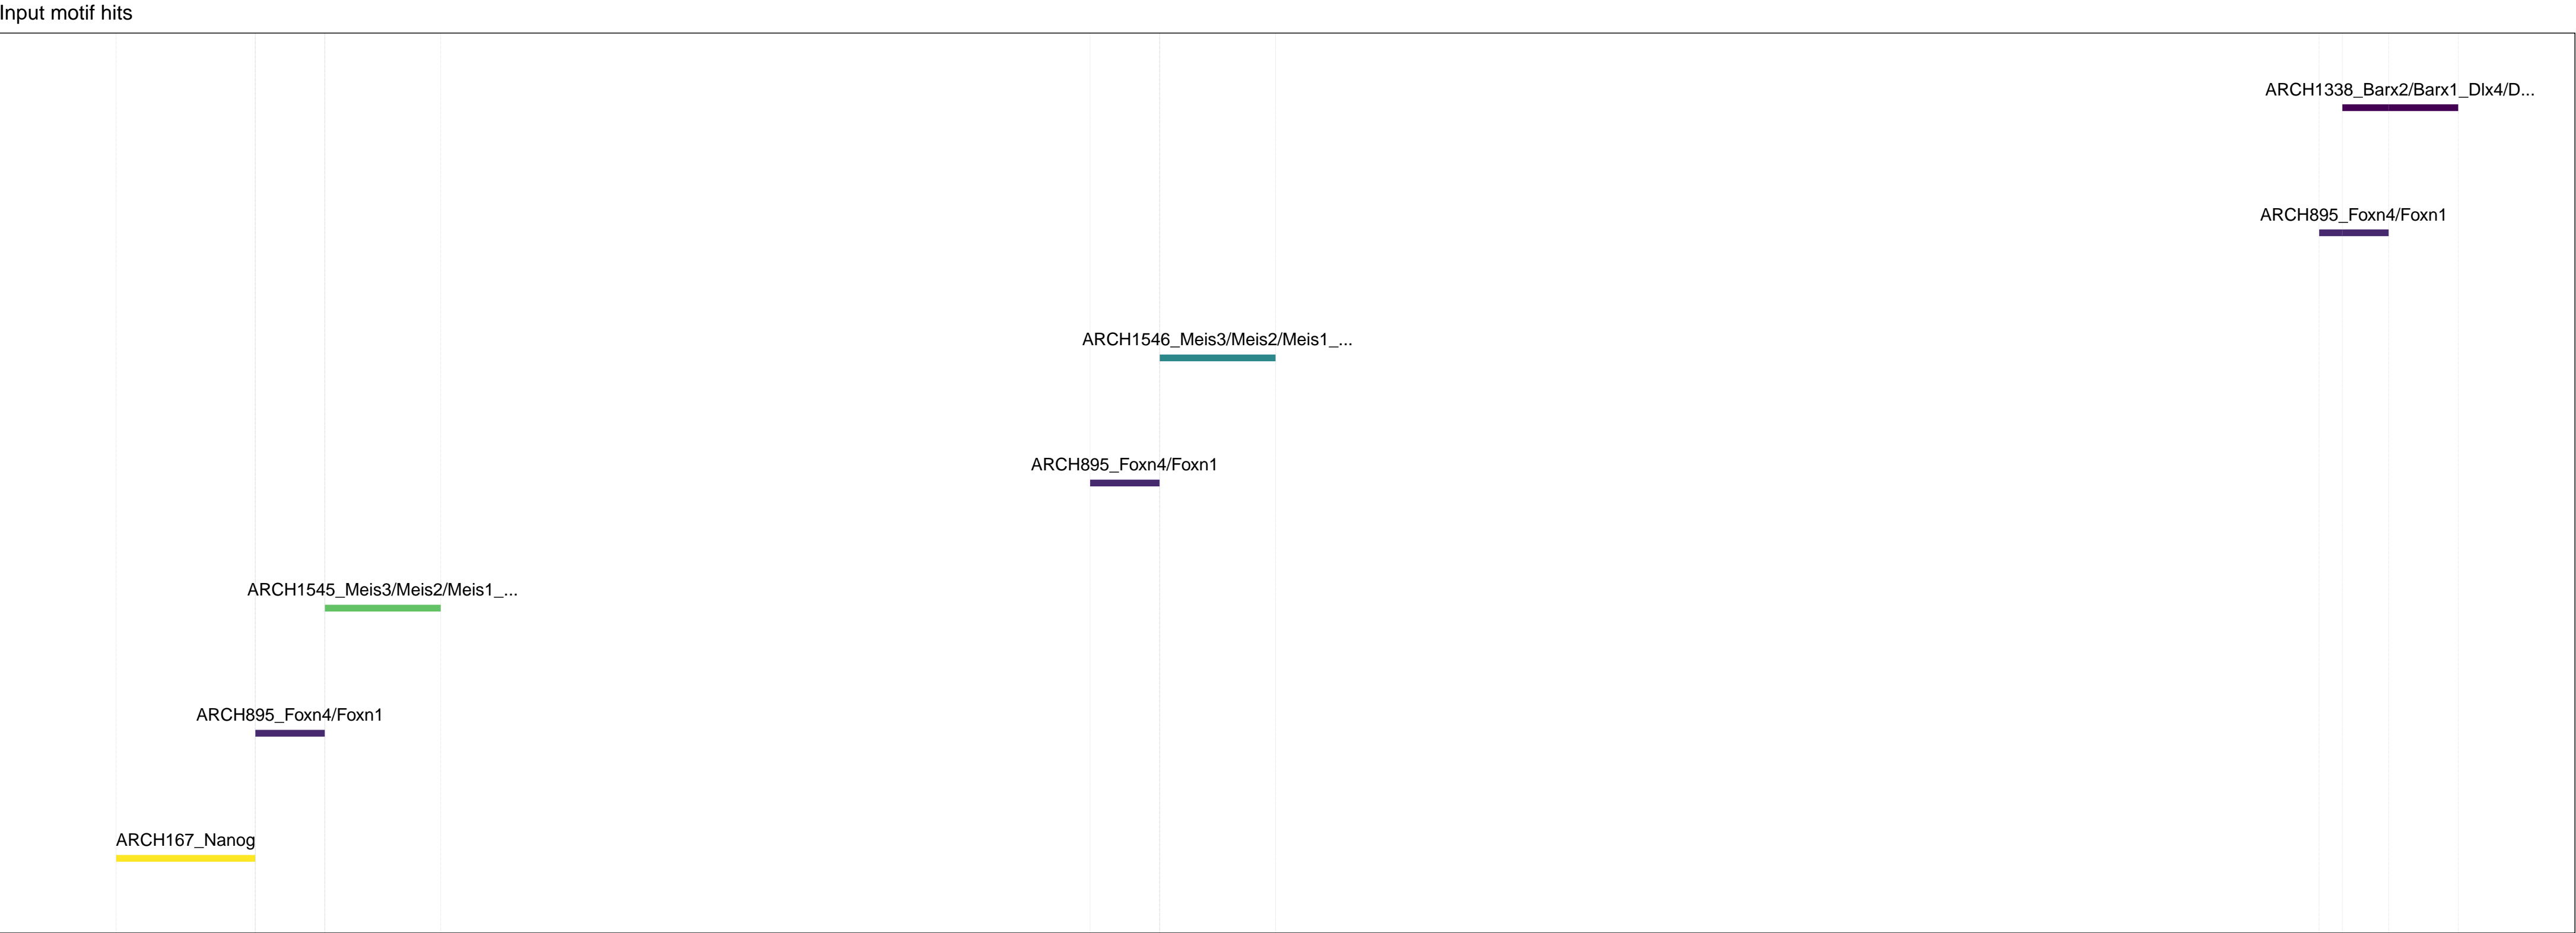 Input motif hits
ARCH1338_Barx2/Barx1_Dlx4/D...
ARCH895_Foxn4/Foxn1
ARCH1546_Meis3/Meis2/Meis1_...
ARCH895_Foxn4/Foxn1
ARCH1545_Meis3/Meis2/Meis1_...
ARCH895_Foxn4/Foxn1
ARCH167_Nanog